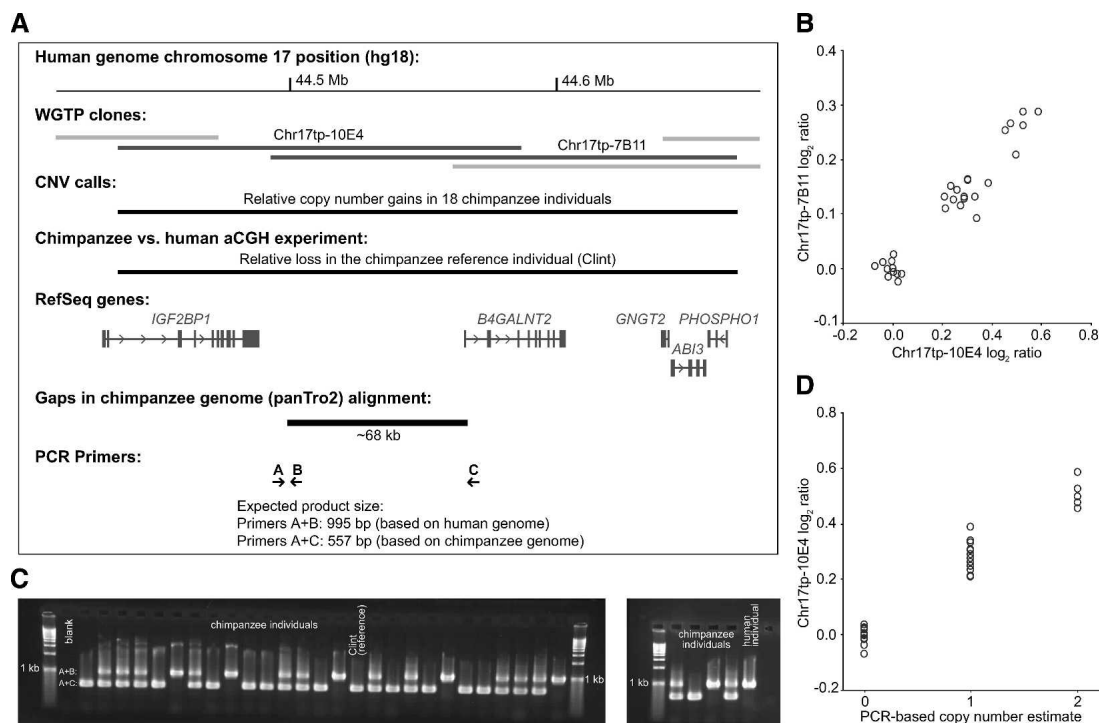 A
Human genome chromosome 17 position (hg18):
44.5 Mb
44.6 Mb
WGTP clones:
Chr17tp-10E4
Chr17tp-7B11
CNV calls:
Relative copy number gains in 18 chimpanzee individuals
Chimpanzee vs. human aCGH experiment:
Relative loss in the chimpanzee reference individual (Clint)
RefSeq genes:
IGF2BP1
B4GALNT2
GNGT2
PHOSPHO1
ABI3
Gaps in chimpanzee genome (panTro2) alignment:
~68 kb
PCR Primers:
A
B
C
Expected product size:
Primers A+B: 995 bp (based on human genome)
Primers A+C: 557 bp (based on chimpanzee genome)
B
0.4
0.3
0.2
0.1
0.0
-0.1
-0.2
0.0
0.2
0.4
0.6
0.8
Chr17tp-7B11 log2 ratio
Chr17tp-10E4 log2 ratio
C
blank
chimpanzee individuals
Clint
(reference)
1 kb
A+B:
A+C:
1 kb
chimpanzee
individuals
human
individual
1 kb
D
0.8
0.6
0.4
0.2
0.0
-0.2
0
1
2
Chr17tp-10E4 log2 ratio
PCR-based copy number estimate